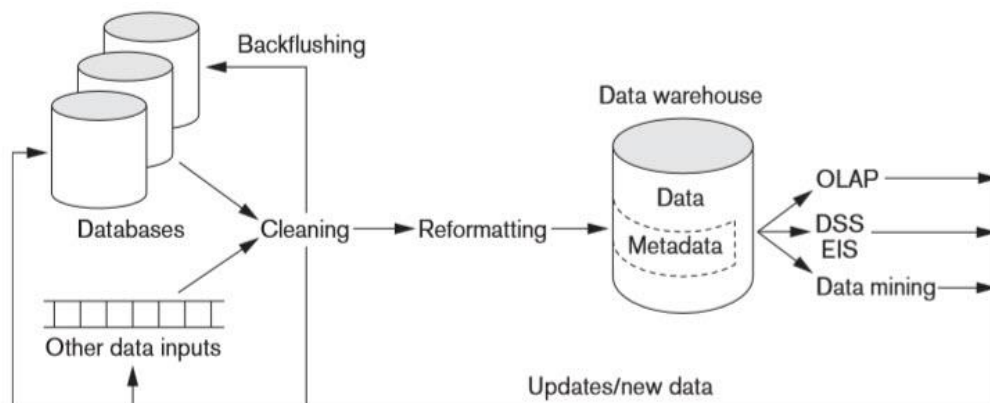 Backflushing
Data warehouse
Databases
Cleaning
Reformatting
Data
Metadata
OLAP
DSS
EIS
Data mining
Other data inputs
Updates/new data